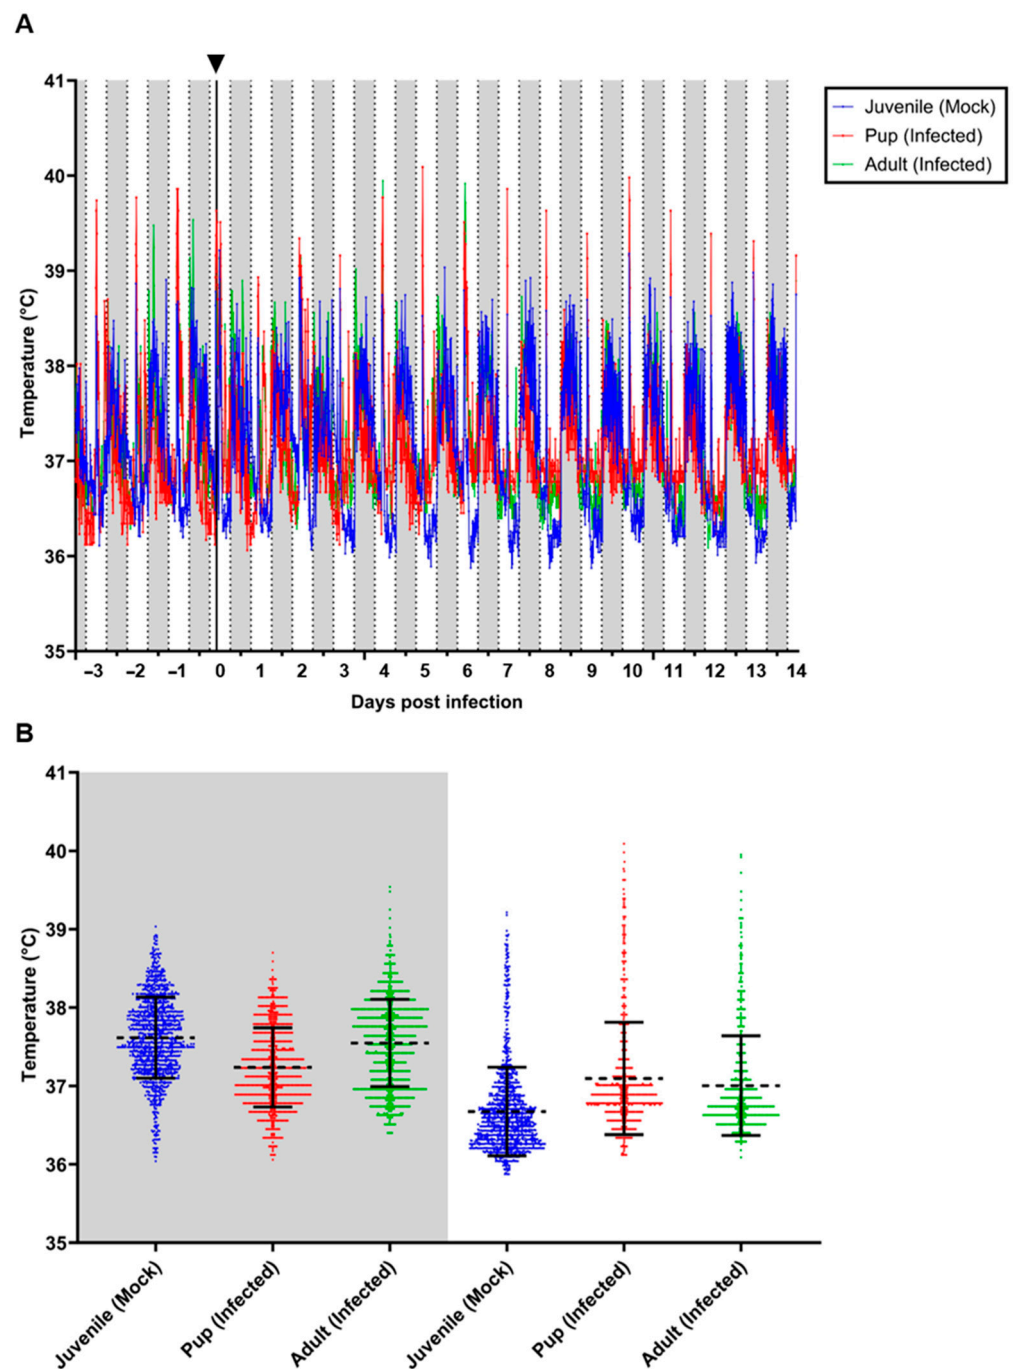 A
41
40
39
38
37
36
35
Temperature (°C)
–3 –2 –1 0 1 2 3 4 5 6 7 8 9 10 11 12 13 14
Days post infection
Juvenile (Mock)
Pup (Infected)
Adult (Infected)
B
41
40
39
38
37
36
35
Temperature (°C)
Juvenile (Mock)
Pup (Infected)
Adult (Infected)
Juvenile (Mock)
Pup (Infected)
Adult (Infected)